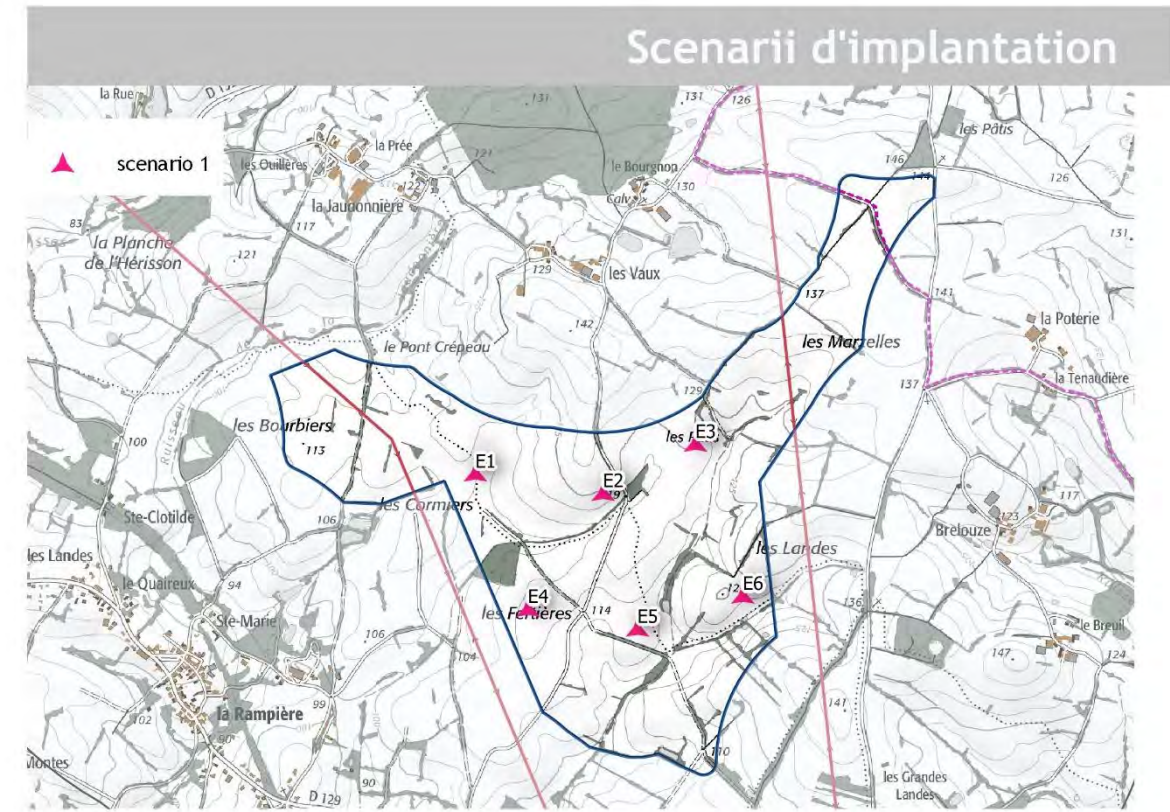 Scenarii d'implantation
la Rue
131
131
126
les Pâtis
scenario 1
la Prée
les Ouillères
121
122
la Jaudonnière
117
le Bourgnon
Calv.
130
146
144
126
83
la Planche
de l'Hérisson
121
129
les Vaux
131
137
141
142
la Poterie
le Pont Crépeau
les Marzelles
la Tenaudière
129
137
les Bourbiers
113
100
E3
E1
E2
les Cormiers
106
Ste-Clotilde
117
123
Brelouze
les Landes
les Landes
le Quaireux
94
E6
E4
136
114
E5
Ste-Marie
106
104
le Breuil
147
124
99
102
la Rampière
141
90
110
Montes
90
D 129
les Grandes
Landes